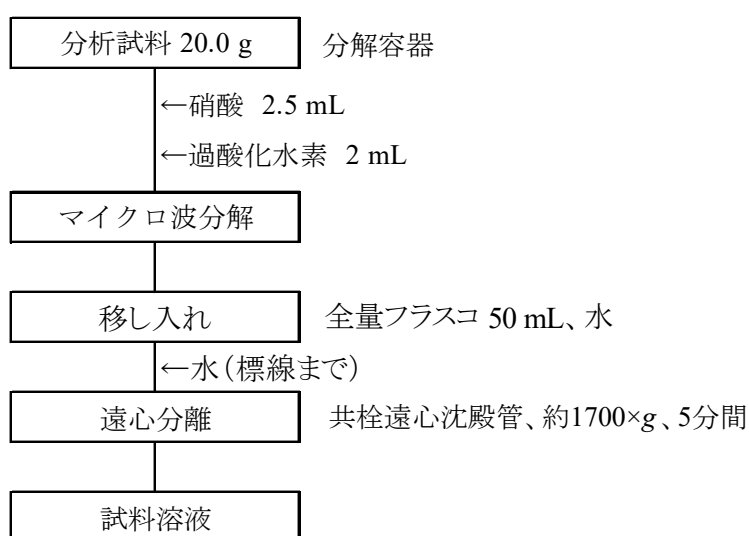 分析試料 20.0 g 分解容器
←硝酸 2.5 mL
←過酸化水素 2 mL
マイクロ波分解
移し入れ 全量フラスコ 50 mL、水
←水(標線まで)
遠心分離 共栓遠心沈殿管、約1700×g、5分間
試料溶液